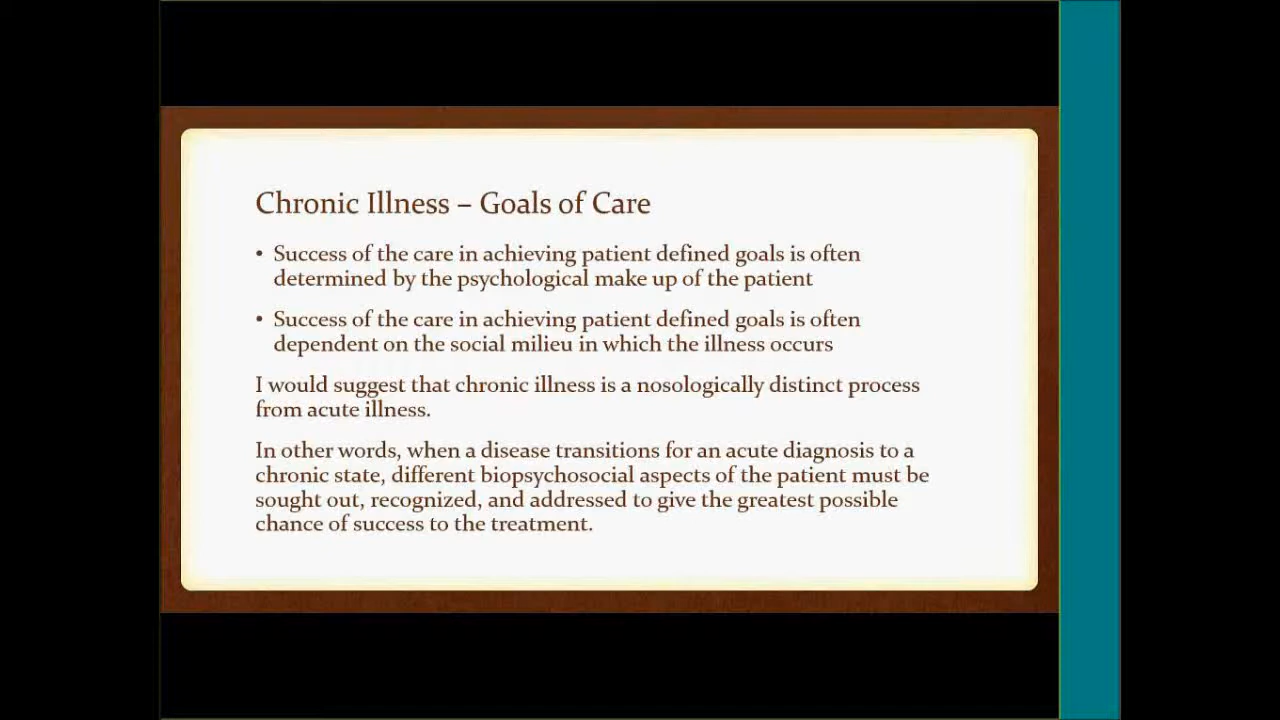 Chronic Illness – Goals of Care
• Success of the care in achieving patient defined goals is often
determined by the psychological make up of the patient
• Success of the care in achieving patient defined goals is often
dependent on the social milieu in which the illness occurs
I would suggest that chronic illness is a nosologically distinct process
from acute illness.
In other words, when a disease transitions for an acute diagnosis to a
chronic state, different biopsychosocial aspects of the patient must be
sought out, recognized, and addressed to give the greatest possible
chance of success to the treatment.